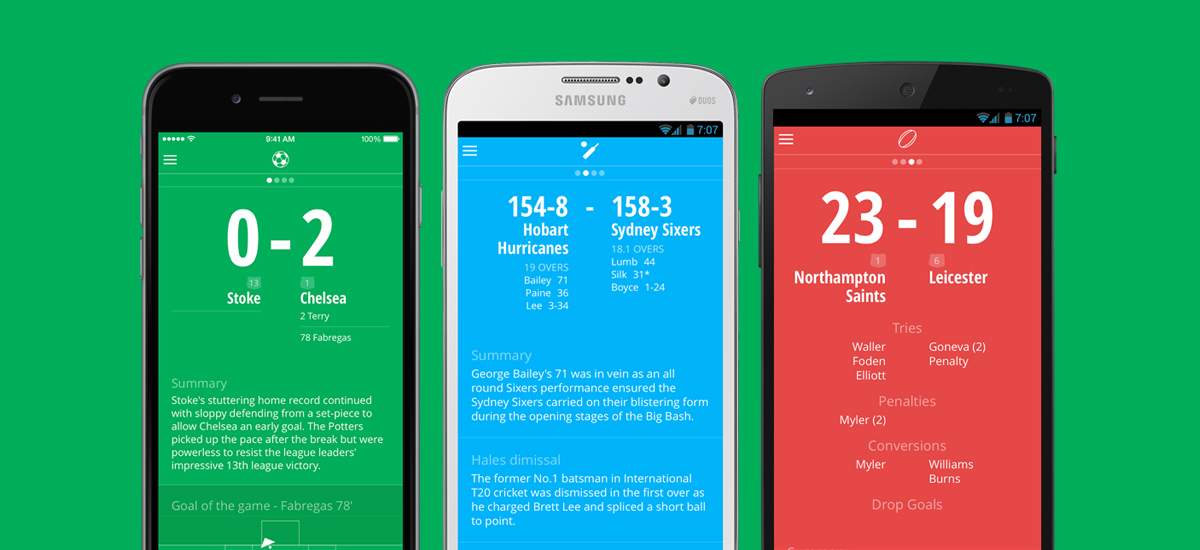 9:41 AM
100%
0 - 2
13
1
Stoke
Chelsea
2 Terry
78 Fabregas
Summary
Stoke's stuttering home record continued
with sloppy defending from a set-piece to
allow Chelsea an early goal. The Potters
picked up the pace after the break but were
powerless to resist the league leaders'
impressive 13th league victory.
Goal of the game - Fabregas 78'
SAMSUNG
DUOS
7:07
154-8 - 158-3
Hobart
Hurricanes
Sydney Sixers
19 OVERS
Bailey 71
Paine 36
Lee 3-34
18.1 OVERS
Lumb 44
Silk 31*
Boyce 1-24
Summary
George Bailey's 71 was in vein as an all
round Sixers performance ensured the
Sydney Sixers carried on their blistering form
during the opening stages of the Big Bash.
Hales dimissal
The former No.1 batsman in International
T20 cricket was dismissed in the first over as
he charged Brett Lee and spliced a short ball
to point.
7:07
23 - 19
1
6
Northampton
Saints
Leicester
Tries
Waller
Foden
Elliott
Goneva (2)
Penalty
Penalties
Myler (2)
Conversions
Myler
Williams
Burns
Drop Goals